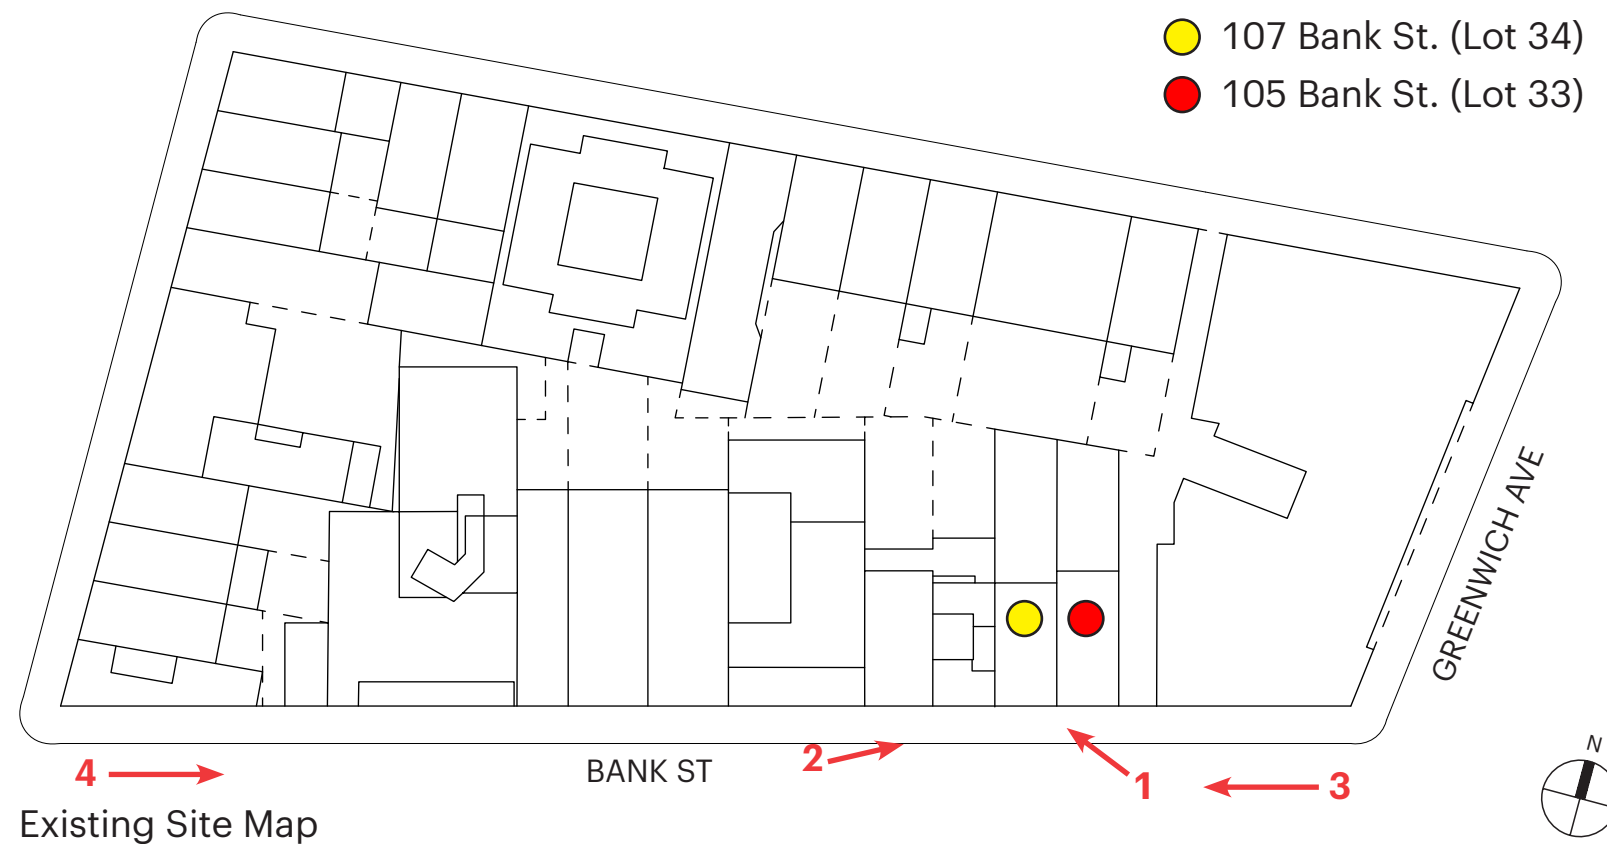 107 Bank St. (Lot 34)
105 Bank St. (Lot 33)
GREENWICH AVE
N
2
BANK ST
4
1
3
Existing Site Map